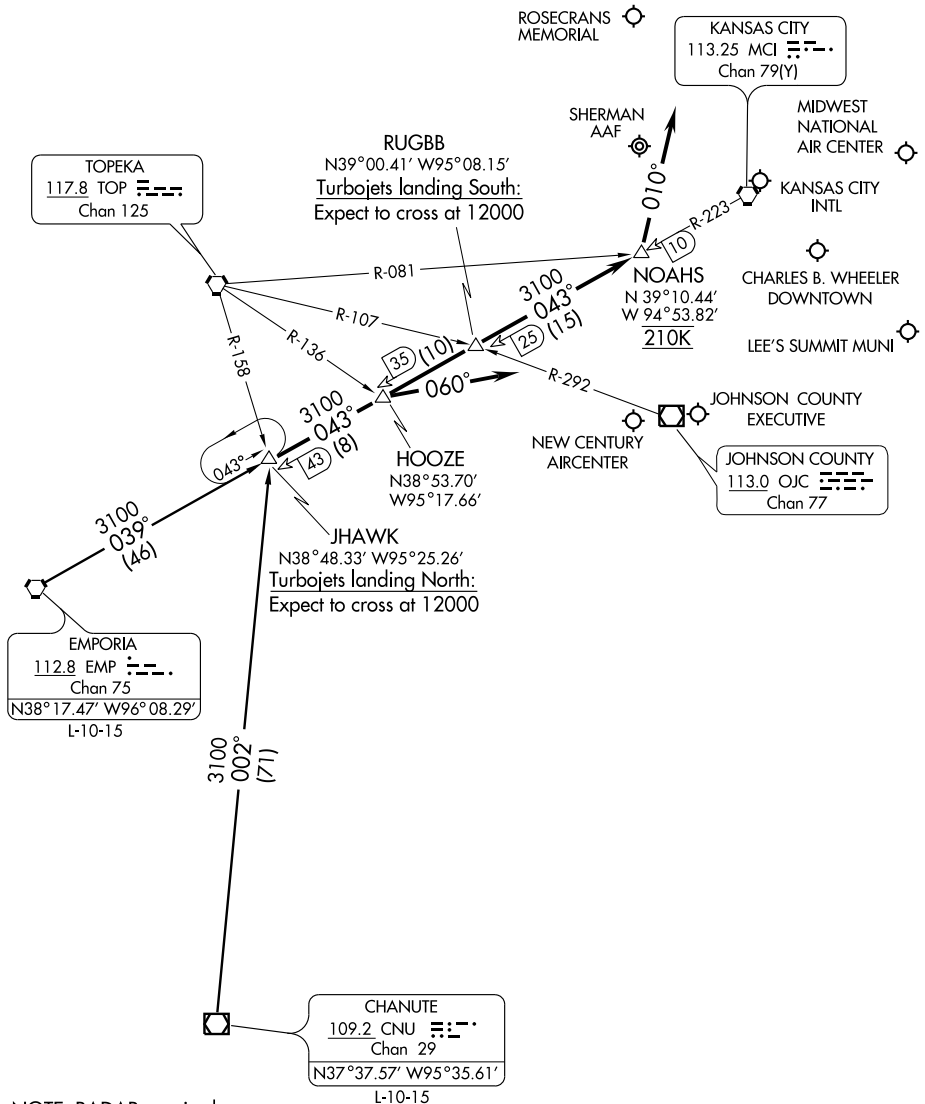 ROSECRANS
MEMORIAL
KANSAS CITY
113.25 MCI
Chan 79(Y)
SHERMAN
AAF
MIDWEST
NATIONAL
AIR CENTER
RUGBB
N39°00.41′ W95°08.15′
Turbojets landing South:
Expect to cross at 12000
TOPEKA
117.8 TOP
Chan 125
010°
R-223
10
KANSAS CITY
INTL
R-081
NOAHS
N 39°10.44′
W 94°53.82′
210K
CHARLES B. WHEELER
DOWNTOWN
3100
043°
(15)
25
R-107
R-136
R-158
35
(10)
LEE'S SUMMIT MUNI
060°
R-292
JOHNSON COUNTY
EXECUTIVE
NEW CENTURY
AIRCENTER
3100
043°
(8)
43
043°
HOOZE
N38°53.70′
W95°17.66′
JOHNSON COUNTY
113.0 OJC
Chan 77
JHAWK
N38°48.33′ W95°25.26′
Turbojets landing North:
Expect to cross at 12000
3100
039°
(46)
EMPORIA
112.8 EMP
Chan 75
N38°17.47′ W96°08.29′
L-10-15
3100
002°
(71)
CHANUTE
109.2 CNU
Chan 29
N37°37.57′ W95°35.61′
L-10-15